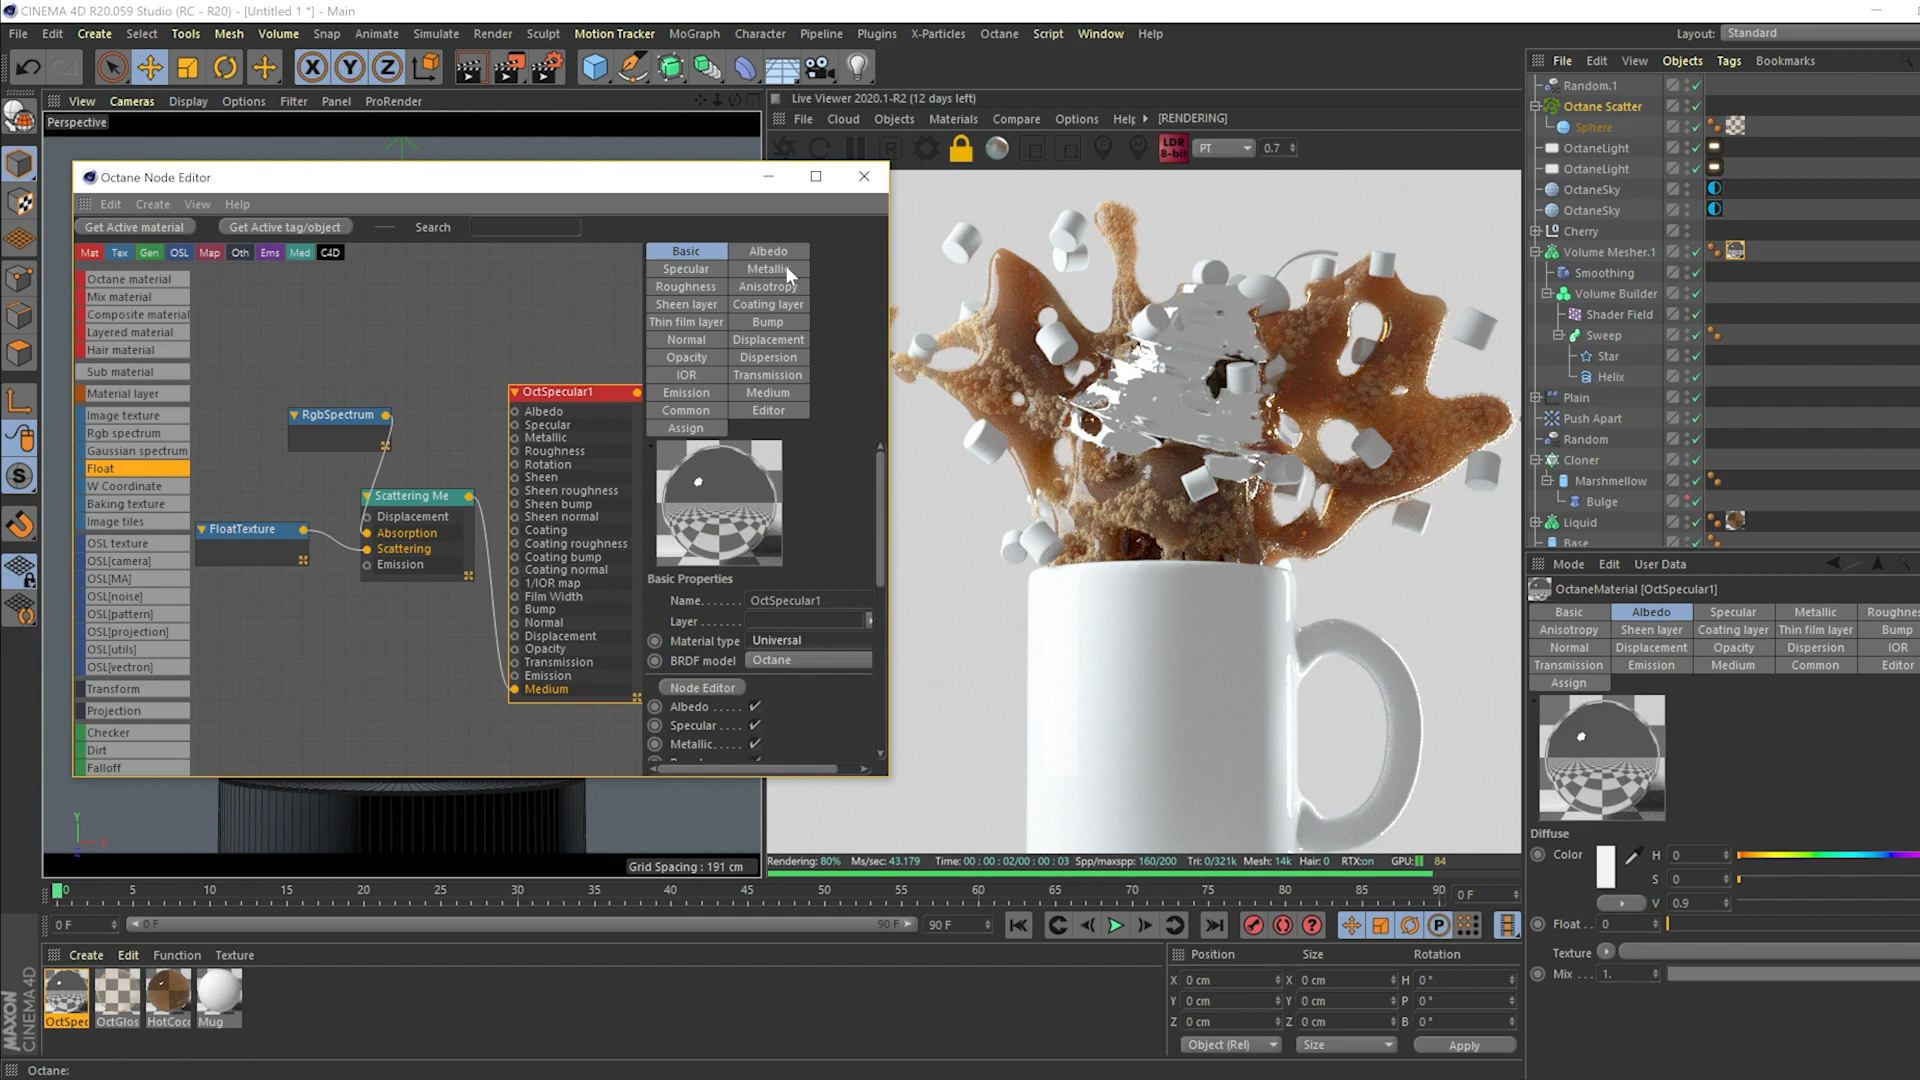 CINEMA 4D R20.059 Studio (RC - R20) - [Untitled 1 *] - Main
File Edit Create Select Tools Mesh Volume Snap Animate Simulate Render Sculpt Motion Tracker MoGraph Character Pipeline Plugins X-Particles Octane Script Window Help Layout: Standard
View Cameras Display Options Filter Panel ProRender
Perspective
Live Viewer 2020.1-R2 (12 days left)
File Cloud Objects Materials Compare Options Help [RENDERING]
LDR 8-bit PT 0.7
Octane Node Editor
Edit Create View Help
Get Active material Get Active tag/object Search
Mat Tex Gen OSL Map Oth Ems Med C4D
Octane material
Mix material
Composite material
Layered material
Hair material
Sub material
Material layer
Image texture
Rgb spectrum
Gaussian spectrum
Float
W Coordinate
Baking texture
Image tiles
OSL texture
OSL[camera]
OSL[MA]
OSL[noise]
OSL[pattern]
OSL[projection]
OSL[utils]
OSL[vectron]
Transform
Projection
Checker
Dirt
Falloff
RgbSpectrum
FloatTexture
Scattering Me
Displacement
Absorption
Scattering
Emission
OctSpecular1
Albedo
Specular
Metallic
Roughness
Rotation
Sheen
Sheen roughness
Sheen bump
Sheen normal
Coating
Coating roughness
Coating bump
Coating normal
1/IOR map
Film Width
Bump
Normal
Displacement
Opacity
Transmission
Emission
Medium
Basic Albedo
Specular Metallic
Roughness Anisotropy
Sheen layer Coating layer
Thin film layer Bump
Normal Displacement
Opacity Dispersion
IOR Transmission
Emission Medium
Common Editor
Assign
Basic Properties
Name....... OctSpecular1
Layer.......
Material type Universal
BRDF model Octane
Node Editor
Albedo ..... ✔
Specular .... ✔
Metallic..... ✔
Grid Spacing : 191 cm
Y
X
Z
Rendering: 80% Ms/sec: 43.179 Time: 00 : 00 : 02/00 : 00 : 03 Spp/maxspp: 160/200 Tri: 0/321k Mesh: 14k Hair: 0 RTX:on GPU: 84
0 5 10 15 20 25 30 35 40 45 50 55 60 65 70 75 80 85 90 0 F
0 F 0 F 90 F 90 F
Create Edit Function Texture
OctSpec OctGlos HotCoco Mug
MAXON CINEMA 4D
Position Size Rotation
X 0 cm X 0 cm H 0 °
Y 0 cm Y 0 cm P 0 °
Z 0 cm Z 0 cm B 0 °
Object (Rel) Size Apply
Octane:
File Edit View Objects Tags Bookmarks
Random.1
Octane Scatter
Sphere
OctaneLight
OctaneLight
OctaneSky
OctaneSky
Cherry
Volume Mesher.1
Smoothing
Volume Builder
Shader Field
Sweep
Star
Helix
Plain
Push Apart
Random
Cloner
Marshmellow
Bulge
Liquid
Base
Mode Edit User Data
OctaneMaterial [OctSpecular1]
Basic Albedo Specular Metallic Roughnes
Anisotropy Sheen layer Coating layer Thin film layer Bump
Normal Displacement Opacity Dispersion IOR
Transmission Emission Medium Common Editor
Assign
Diffuse
Color H 0
S 0
V 0.9
Float.. 0
Texture
Mix ... 1.